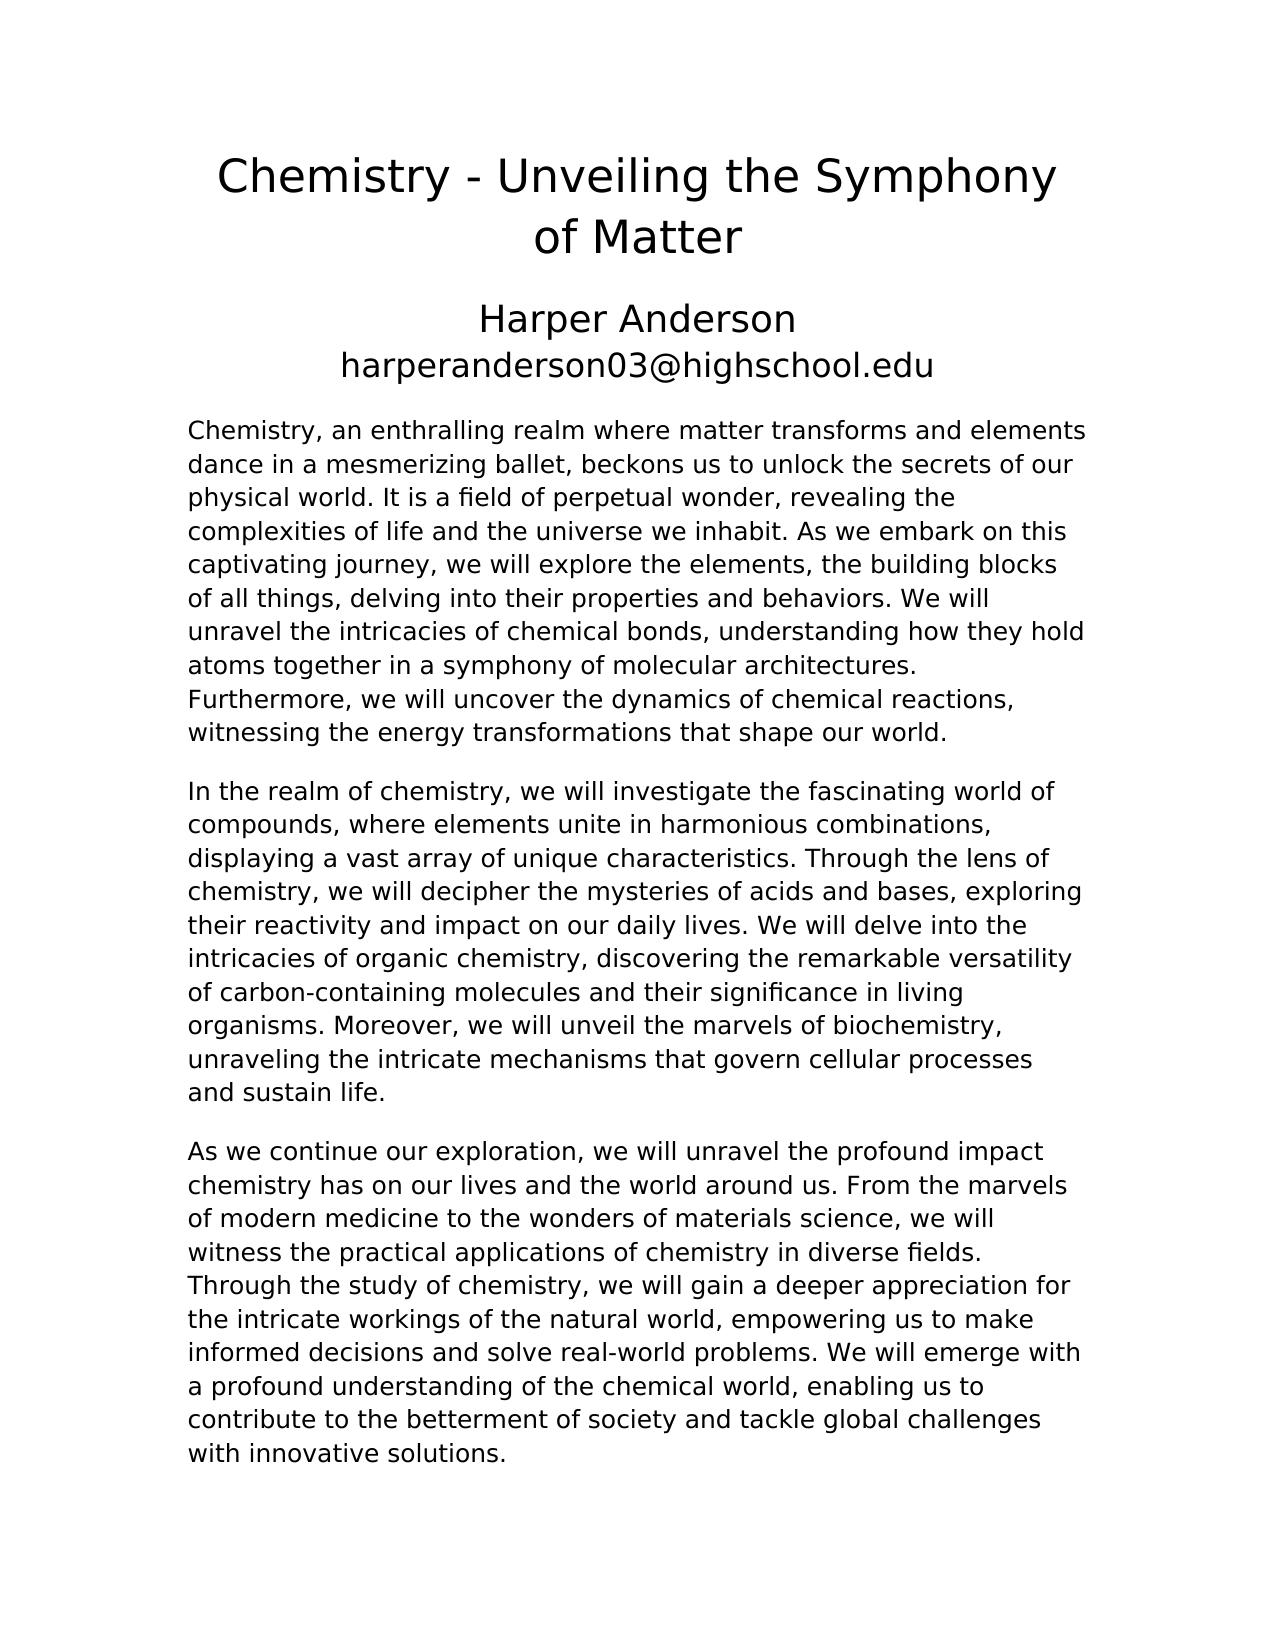 Chemistry - Unveiling the Symphony
of Matter
Harper Anderson
harperanderson03@highschool.edu
Chemistry, an enthralling realm where matter transforms and elements
dance in a mesmerizing ballet, beckons us to unlock the secrets of our
physical world. It is a field of perpetual wonder, revealing the
complexities of life and the universe we inhabit. As we embark on this
captivating journey, we will explore the elements, the building blocks
of all things, delving into their properties and behaviors. We will
unravel the intricacies of chemical bonds, understanding how they hold
atoms together in a symphony of molecular architectures.
Furthermore, we will uncover the dynamics of chemical reactions,
witnessing the energy transformations that shape our world.
In the realm of chemistry, we will investigate the fascinating world of
compounds, where elements unite in harmonious combinations,
displaying a vast array of unique characteristics. Through the lens of
chemistry, we will decipher the mysteries of acids and bases, exploring
their reactivity and impact on our daily lives. We will delve into the
intricacies of organic chemistry, discovering the remarkable versatility
of carbon-containing molecules and their significance in living
organisms. Moreover, we will unveil the marvels of biochemistry,
unraveling the intricate mechanisms that govern cellular processes
and sustain life.
As we continue our exploration, we will unravel the profound impact
chemistry has on our lives and the world around us. From the marvels
of modern medicine to the wonders of materials science, we will
witness the practical applications of chemistry in diverse fields.
Through the study of chemistry, we will gain a deeper appreciation for
the intricate workings of the natural world, empowering us to make
informed decisions and solve real-world problems. We will emerge with
a profound understanding of the chemical world, enabling us to
contribute to the betterment of society and tackle global challenges
with innovative solutions.